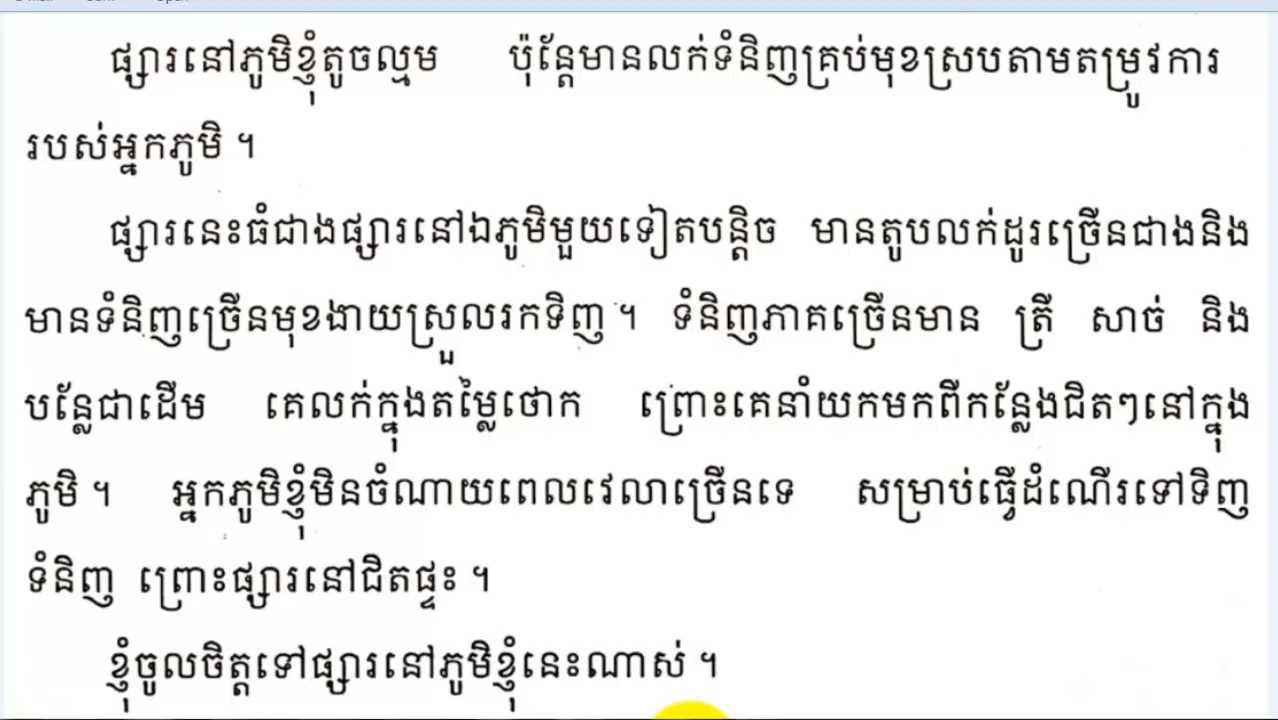 ផ្សារនៅភូមិខ្ញុំតូចល្មម ប៉ុន្តែមានលក់ទំនិញគ្រប់មុខស្របតាមតម្រូវការ
របស់អ្នកភូមិ ។
ផ្សារនេះធំជាងផ្សារនៅឯភូមិមួយទៀតបន្តិច មានតូបលក់ដូរច្រើនជាងនិង
មានទំនិញច្រើនមុខងាយស្រួលរកទិញ ។ ទំនិញភាគច្រើនមាន ត្រី សាច់ និង
បន្លែជាដើម គេលក់ក្នុងតម្លៃថោក ព្រោះគេនាំយកមកពីកន្លែងជិតៗនៅក្នុង
ភូមិ ។ អ្នកភូមិខ្ញុំមិនចំណាយពេលវេលាច្រើនទេ សម្រាប់ធ្វើដំណើរទៅទិញ
ទំនិញ ព្រោះផ្សារនៅជិតផ្ទះ ។
ខ្ញុំចូលចិត្តទៅផ្សារនៅភូមិខ្ញុំនេះណាស់ ។